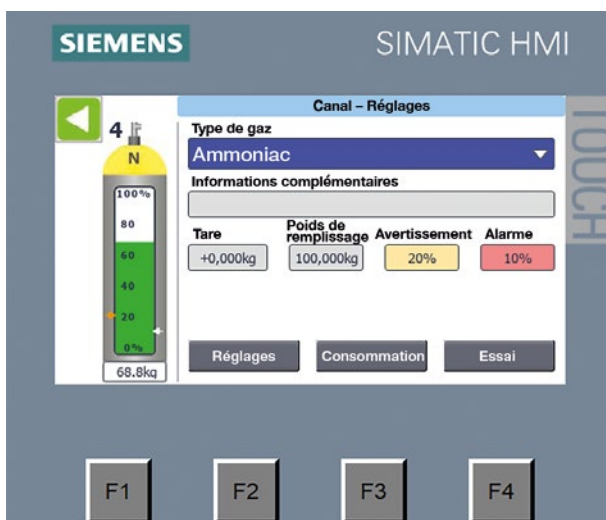 SIEMENS
SIMATIC HMI
TOUCH
Canal – Réglages
4
N
100%
80
60
40
20
0%
68.8kg
Type de gaz
Ammoniac
Informations complémentaires
Tare
Poids de remplissage
Avertissement
Alarme
+0,000kg
100,000kg
20%
10%
Réglages
Consommation
Essai
F1
F2
F3
F4